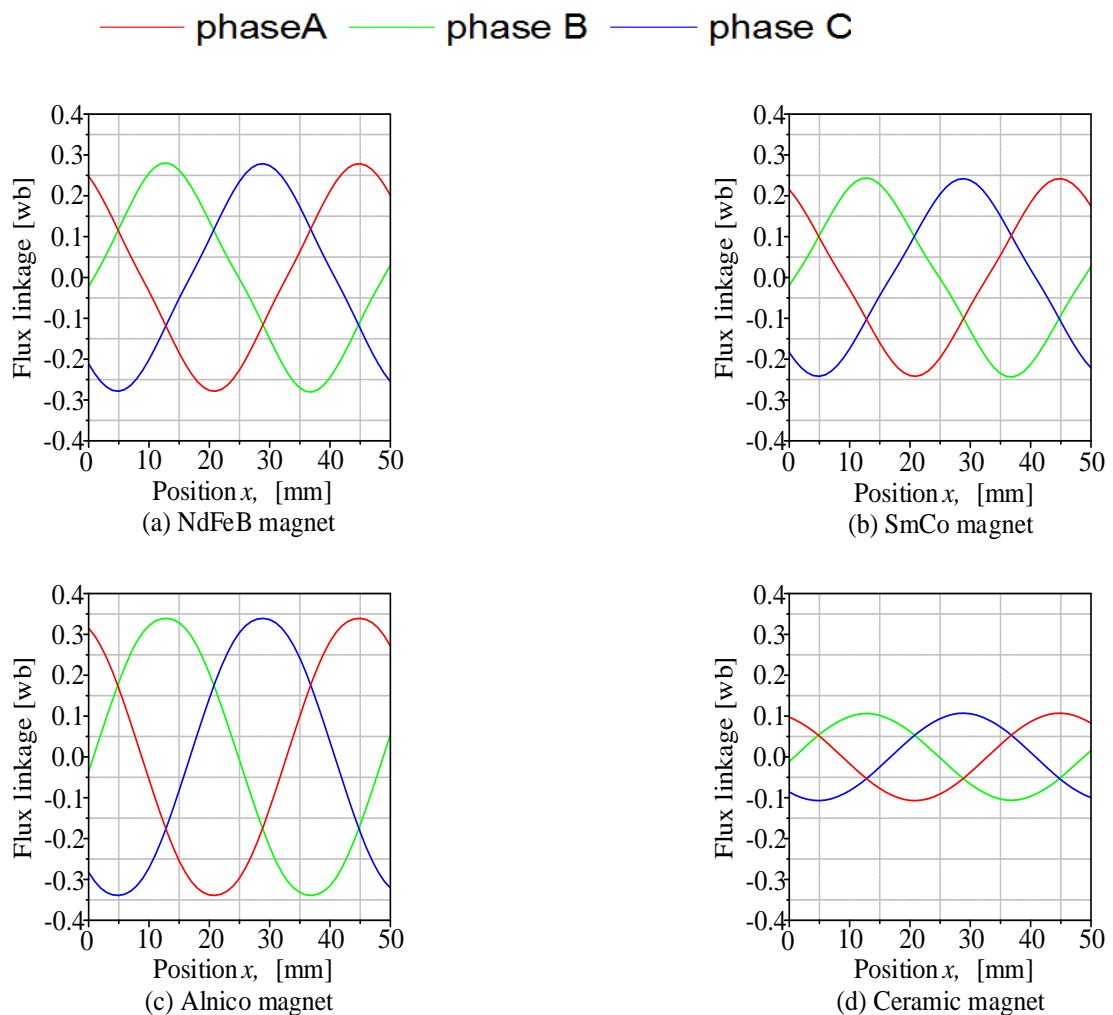 phaseA phase B phase C
0.4
0.3
0.2
0.1
0.0
-0.1
-0.2
-0.3
-0.4
Flux linkage [wb]
0 10 20 30 40 50
Position x, [mm]
(a) NdFeB magnet
0.4
0.3
0.2
0.1
0.0
-0.1
-0.2
-0.3
-0.4
Flux linkage [wb]
0 10 20 30 40 50
Position x, [mm]
(b) SmCo magnet
0.4
0.3
0.2
0.1
0.0
-0.1
-0.2
-0.3
-0.4
Flux linkage [wb]
0 10 20 30 40 50
Position x, [mm]
(c) Alnico magnet
0.4
0.3
0.2
0.1
0.0
-0.1
-0.2
-0.3
-0.4
Flux linkage [wb]
0 10 20 30 40 50
Position x, [mm]
(d) Ceramic magnet